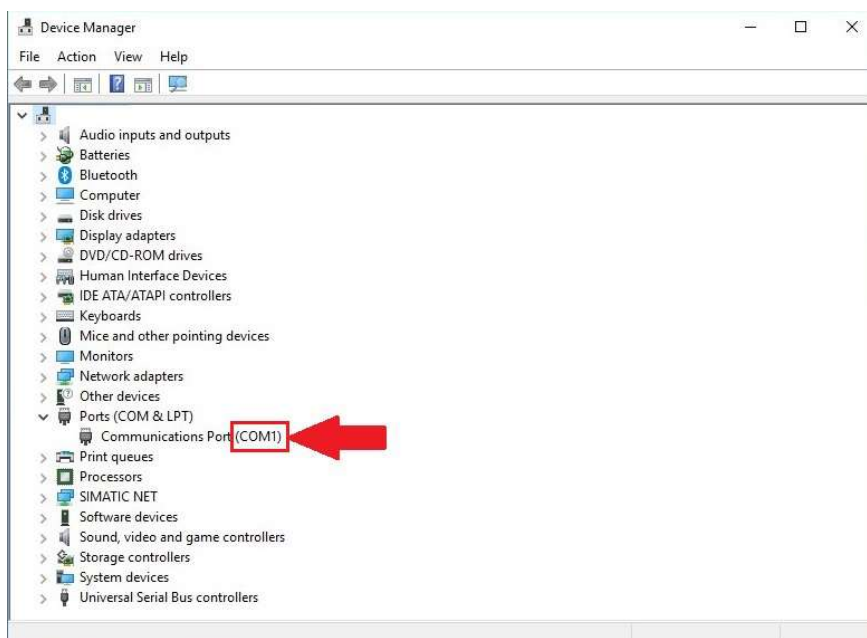 Device Manager
File Action View Help
Audio inputs and outputs
Batteries
Bluetooth
Computer
Disk drives
Display adapters
DVD/CD-ROM drives
Human Interface Devices
IDE ATA/ATAPI controllers
Keyboards
Mice and other pointing devices
Monitors
Network adapters
Other devices
Ports (COM & LPT)
Communications Port (COM1)
Print queues
Processors
SIMATIC NET
Software devices
Sound, video and game controllers
Storage controllers
System devices
Universal Serial Bus controllers